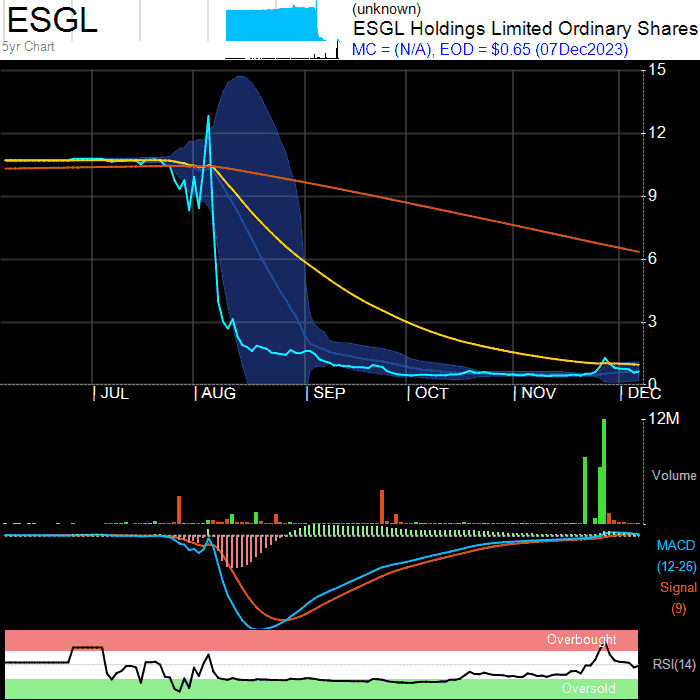 ESGL
5yr Chart
(unknown)
ESGL Holdings Limited Ordinary Shares
MC = (N/A), EOD = $0.65 (07Dec2023)
15
12
9
6
3
0
JUL
AUG
SEP
OCT
NOV
DEC
12M
Volume
MACD
(12-26)
Signal
(9)
Overbought
RSI(14)
Oversold